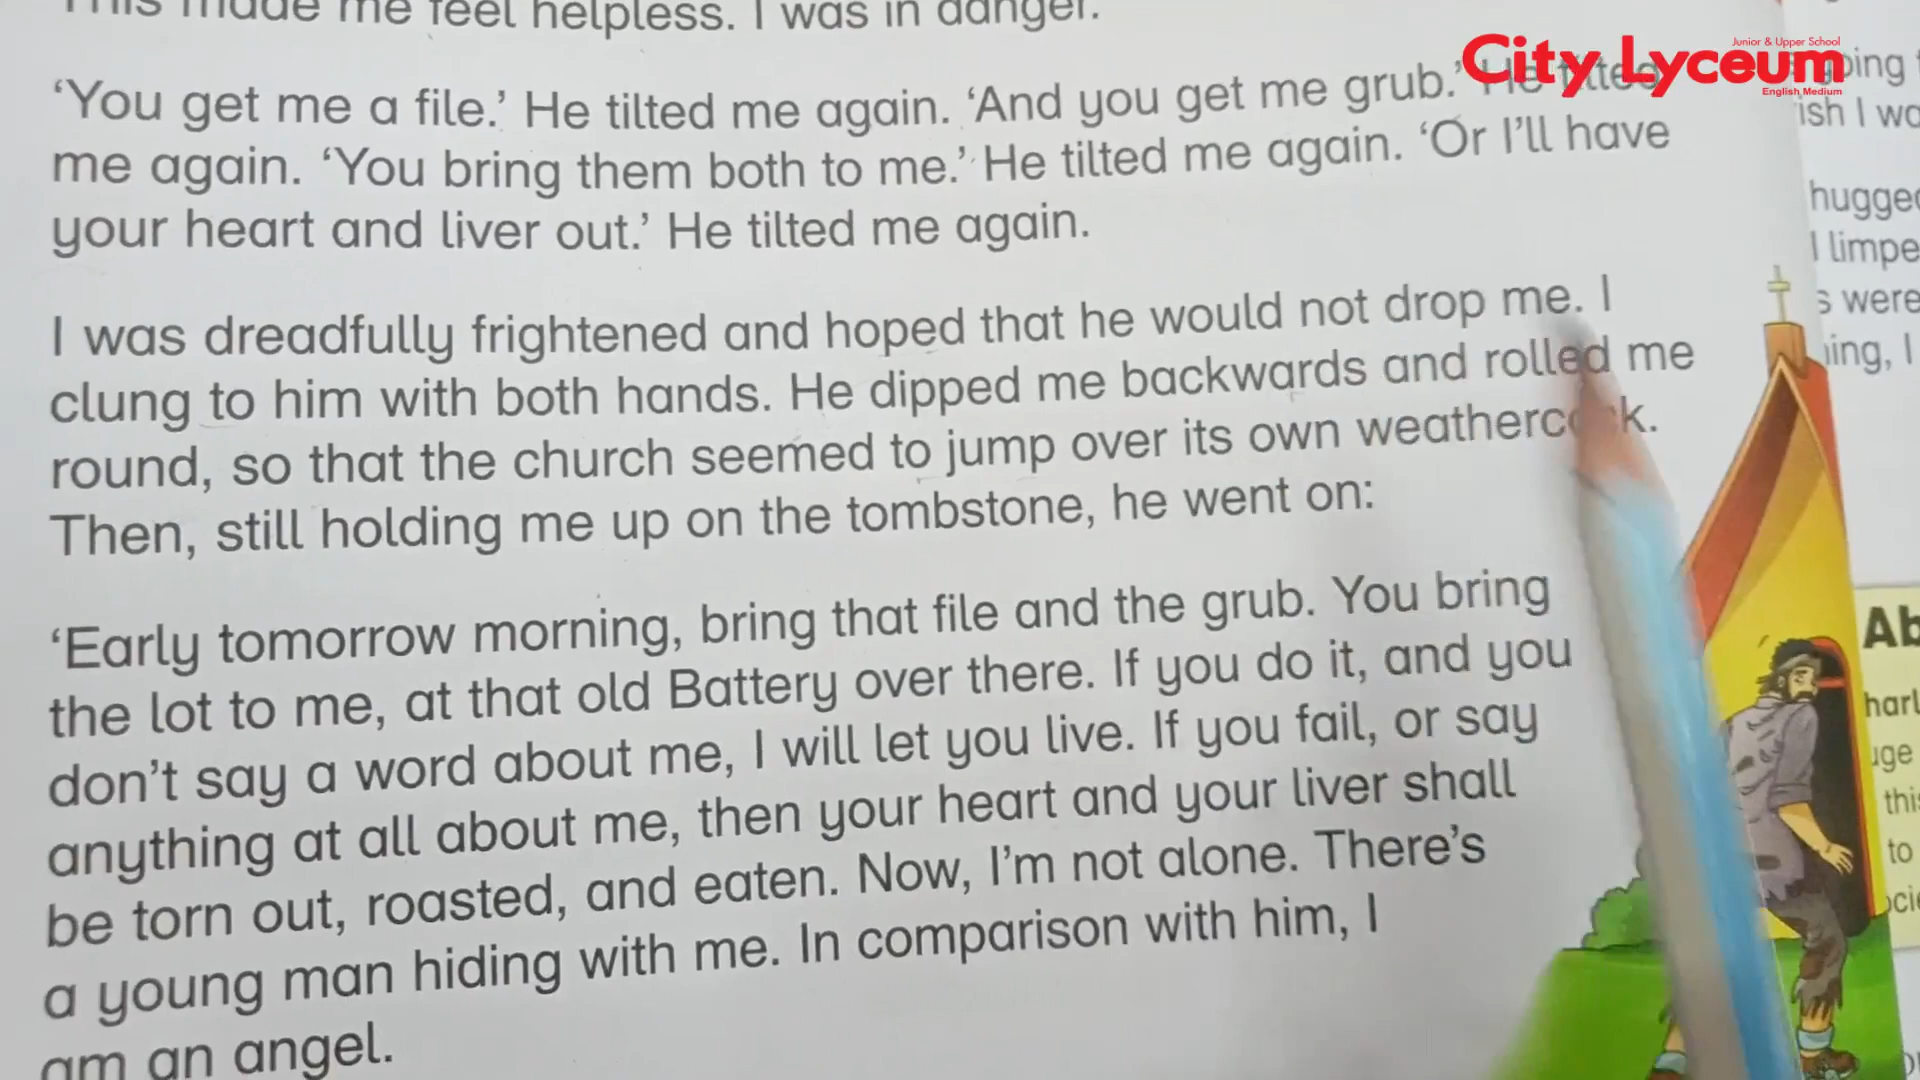 This made me feel helpless. I was in danger.
‘You get me a file.’ He tilted me again. ‘And you get me grub.’ He tilted
me again. ‘You bring them both to me.’ He tilted me again. ‘Or I’ll have
your heart and liver out.’ He tilted me again.
I was dreadfully frightened and hoped that he would not drop me. I
clung to him with both hands. He dipped me backwards and rolled me
round, so that the church seemed to jump over its own weathercock.
Then, still holding me up on the tombstone, he went on:
‘Early tomorrow morning, bring that file and the grub. You bring
the lot to me, at that old Battery over there. If you do it, and you
don’t say a word about me, I will let you live. If you fail, or say
anything at all about me, then your heart and your liver shall
be torn out, roasted, and eaten. Now, I’m not alone. There’s
a young man hiding with me. In comparison with him, I
am an angel.
Junior & Upper School
City Lyceum
English Medium
ish I wo
hugged
I limpe
s were
ing, I
Ab
harl
uge
this
to
ocie